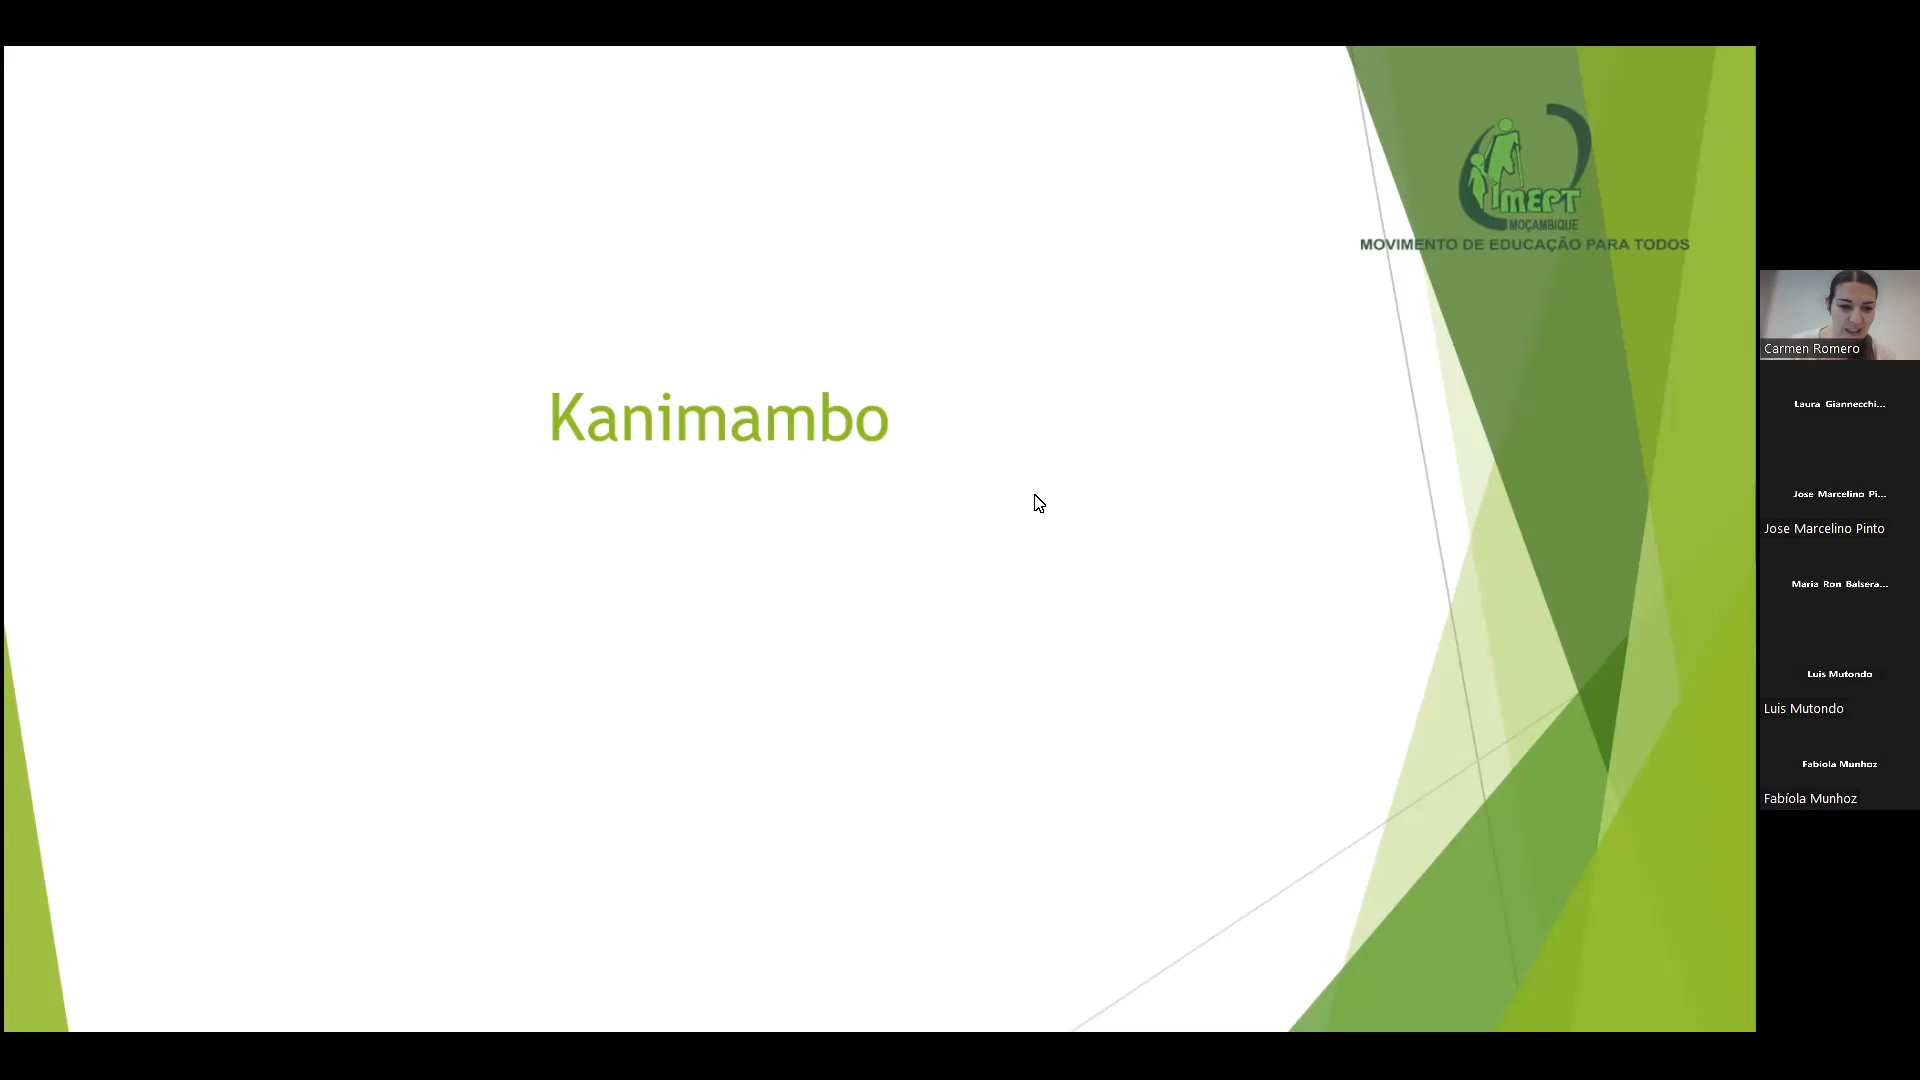 MEPT
MOÇAMBIQUE
MOVIMENTO DE EDUCAÇÃO PARA TODOS
Kanimambo
Carmen Romero
Laura Giannecchi...
Jose Marcelino Pi...
Jose Marcelino Pinto
Maria Ron Balsera...
Luis Mutondo
Luis Mutondo
Fabíola Munhoz
Fabíola Munhoz